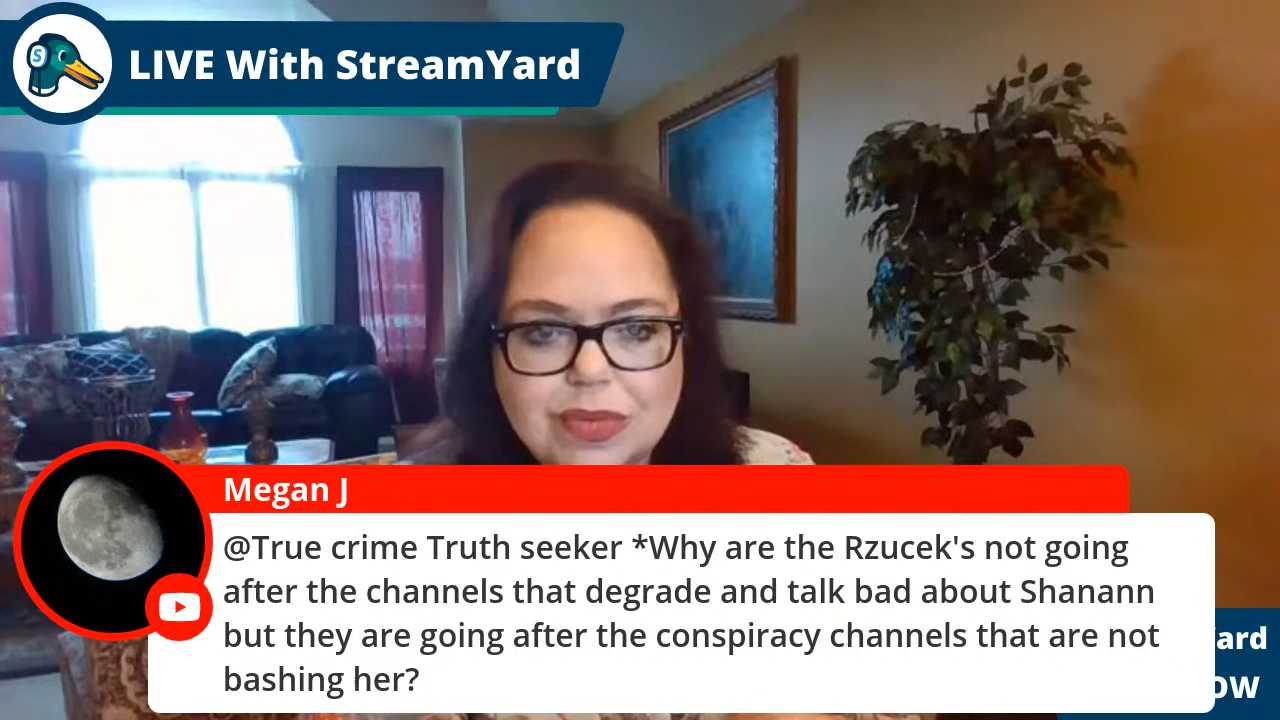 S
LIVE With StreamYard
Megan J
@True crime Truth seeker *Why are the Rzucek's not going
after the channels that degrade and talk bad about Shanann
but they are going after the conspiracy channels that are not
bashing her?